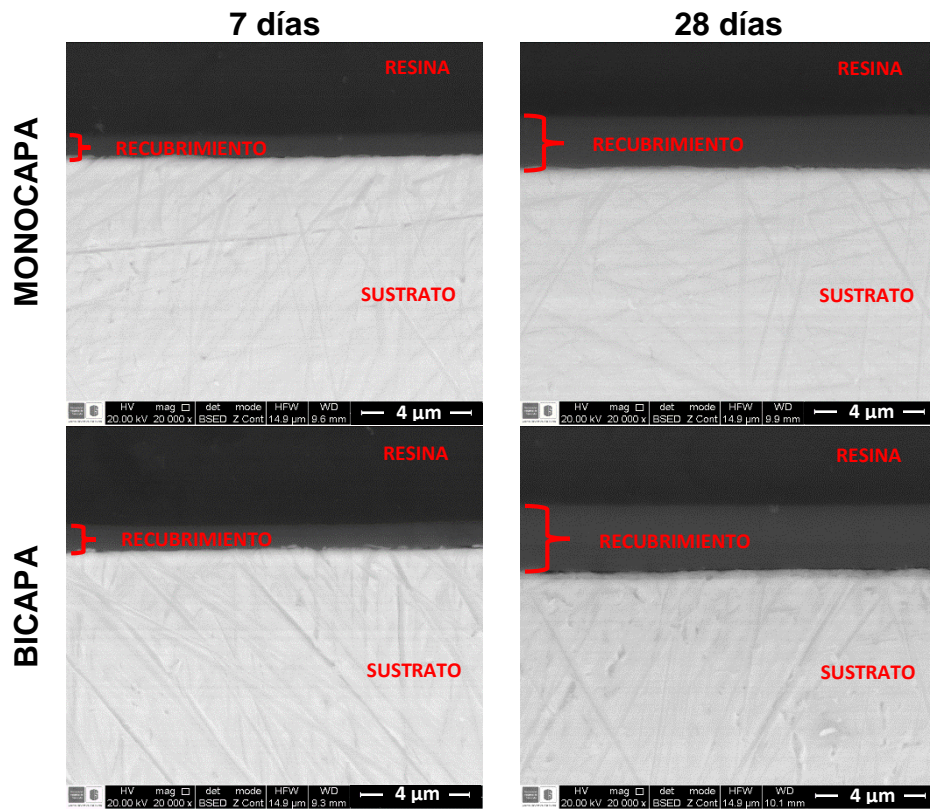 7 días
28 días
MONOCAPA
RESINA
RECUBRIMIENTO
SUSTRATO
HV mag □ det mode HFW WD
20.00 kV 20 000 x BSED Z Cont 14.9 µm 9.6 mm
4 µm
RESINA
RECUBRIMIENTO
SUSTRATO
HV mag □ det mode HFW WD
20.00 kV 20 000 x BSED Z Cont 14.9 µm 9.9 mm
4 µm
BICAPA
RESINA
RECUBRIMIENTO
SUSTRATO
HV mag □ det mode HFW WD
20.00 kV 20 000 x BSED Z Cont 14.9 µm 9.3 mm
4 µm
RESINA
RECUBRIMIENTO
SUSTRATO
HV mag □ det mode HFW WD
20.00 kV 20 000 x BSED Z Cont 14.9 µm 10.1 mm
4 µm